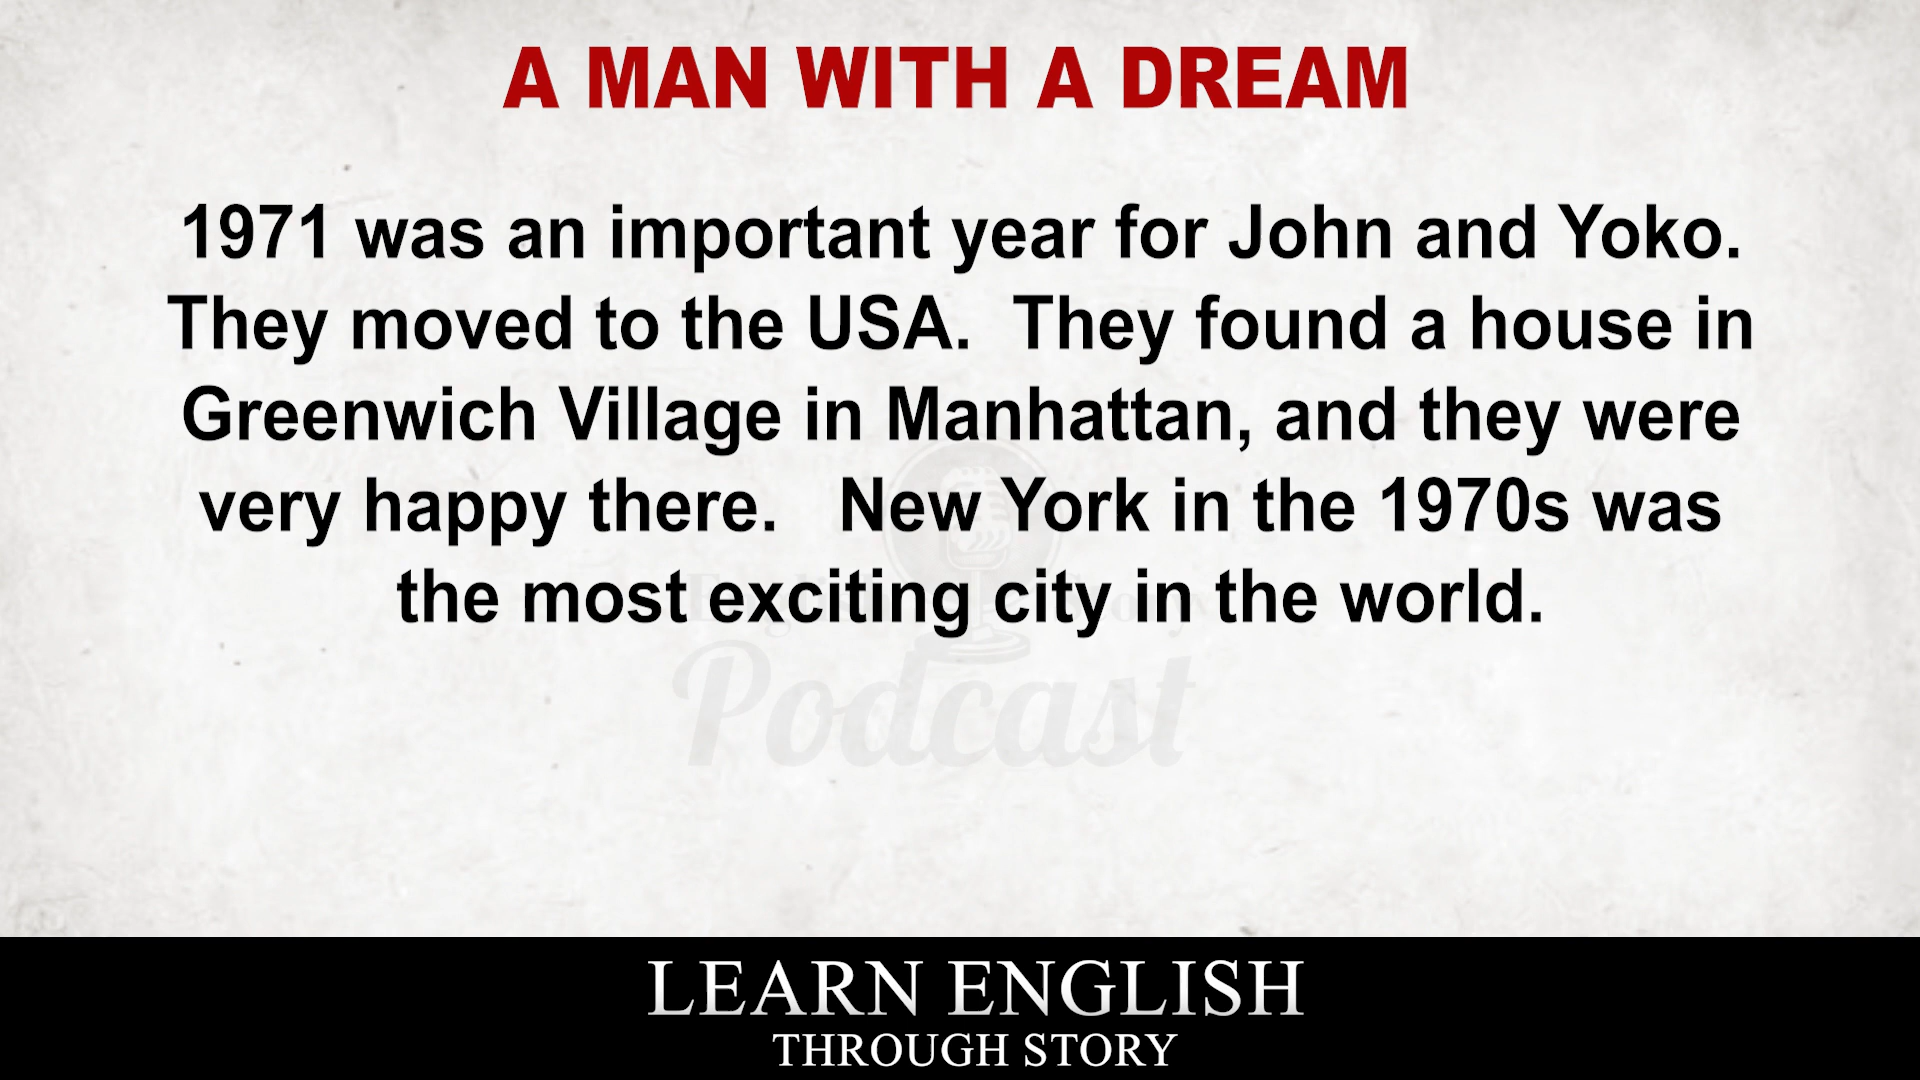 A MAN WITH A DREAM
1971 was an important year for John and Yoko.
They moved to the USA.  They found a house in
Greenwich Village in Manhattan, and they were
very happy there.   New York in the 1970s was
the most exciting city in the world.
Podcast
LEARN ENGLISH
THROUGH STORY